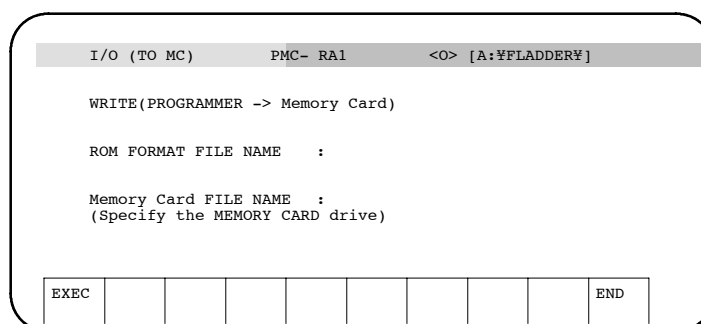 I/O (TO MC) PMC- RA1 <O> [A:¥FLADDER¥]
WRITE(PROGRAMMER -> Memory Card)
ROM FORMAT FILE NAME :
Memory Card FILE NAME :
(Specify the MEMORY CARD drive)
EXEC END